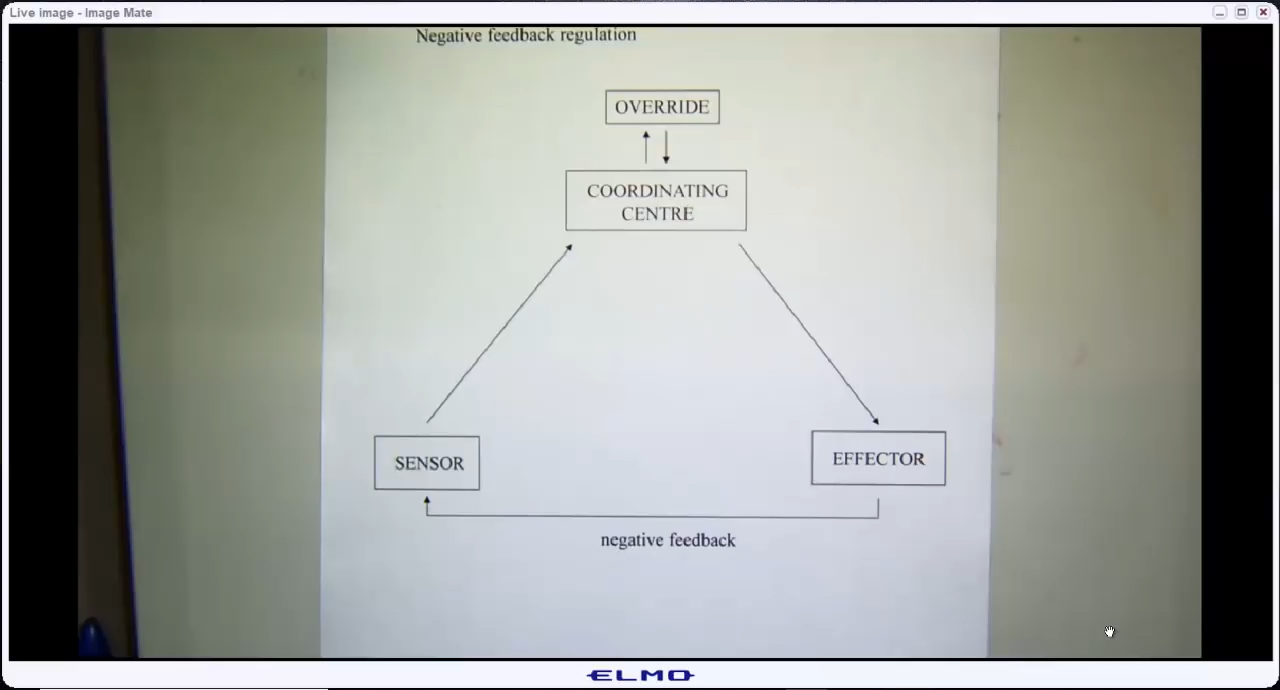 Live image - Image Mate
Negative feedback regulation
OVERRIDE
COORDINATING
CENTRE
SENSOR
EFFECTOR
negative feedback
ELMO